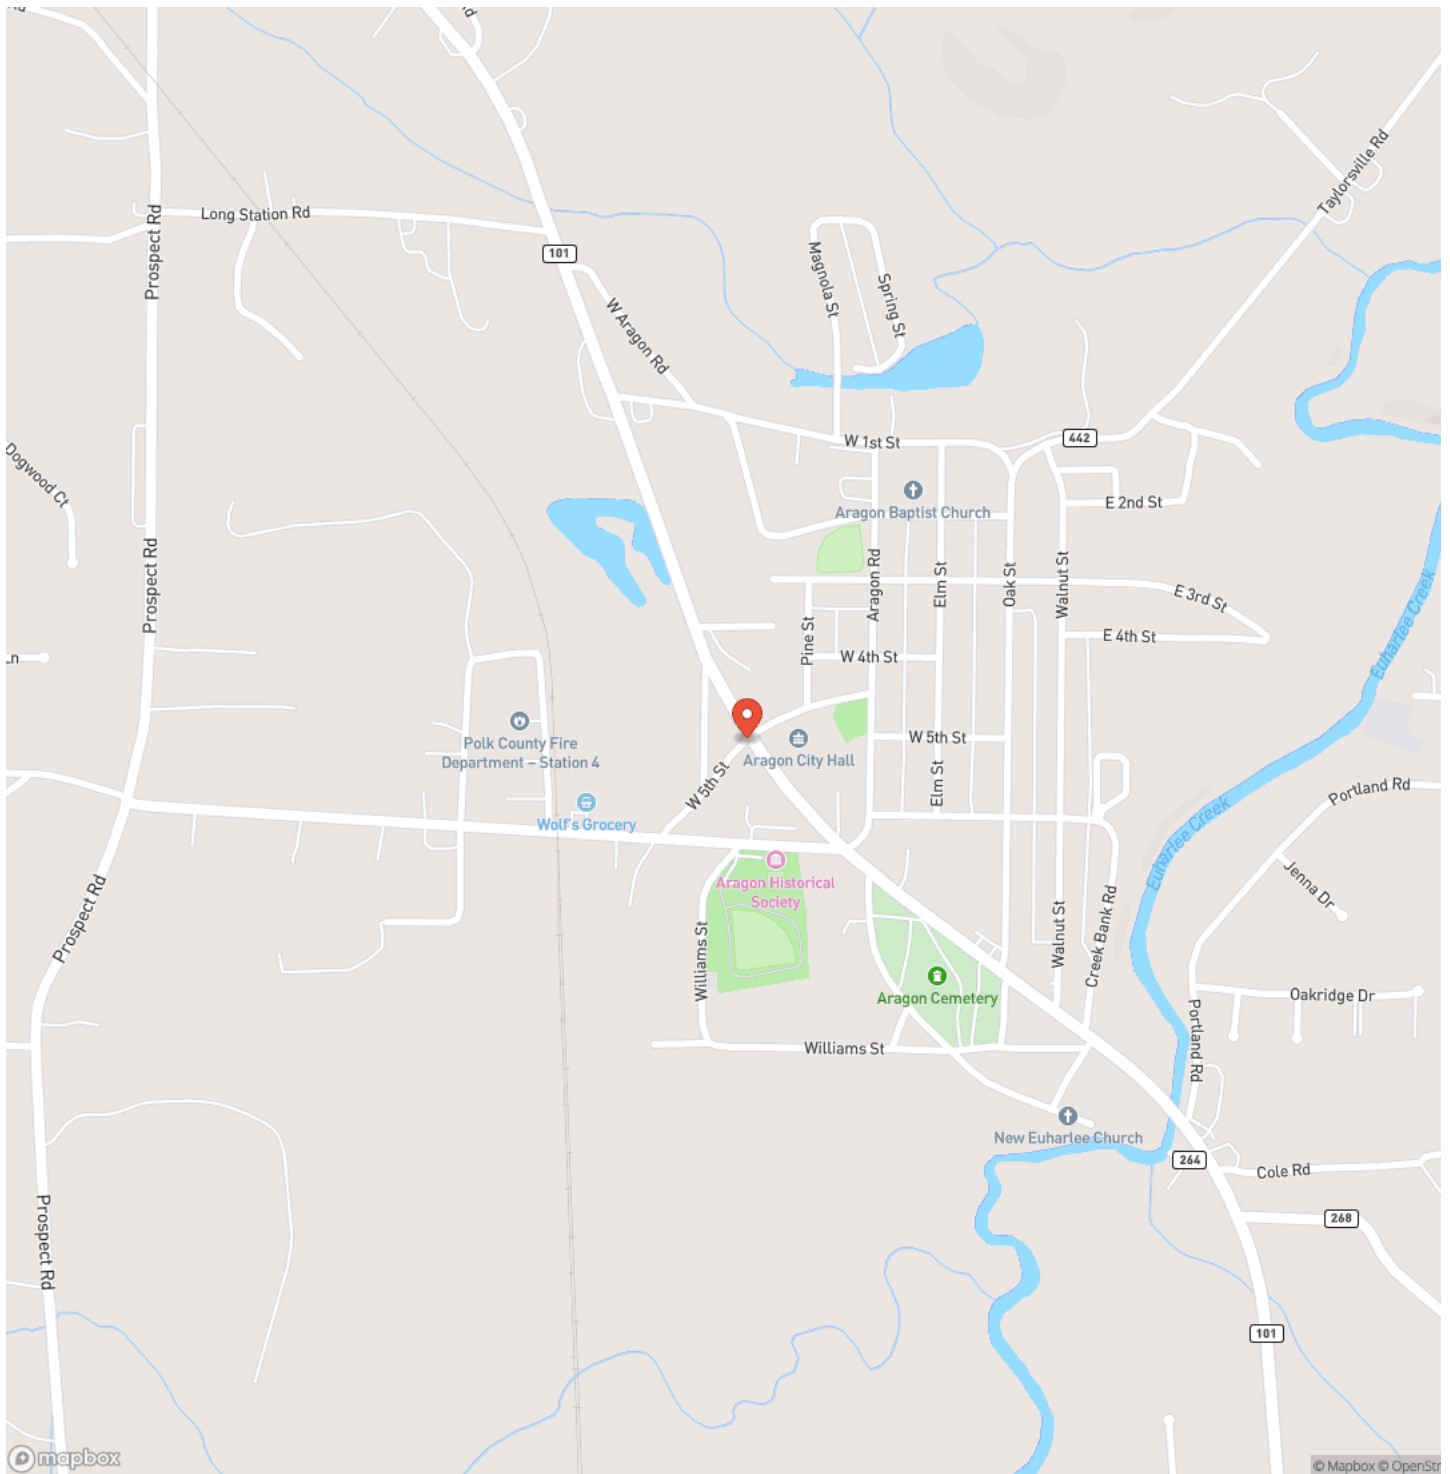 Rd
Long Station Rd
Prospect Rd
101
Taylorsville Rd
Magnola St
Spring St
W Aragon Rd
W 1st St
442
Dogwood Ct
E 2nd St
Aragon Baptist Church
Prospect Rd
Aragon Rd
Elm St
Oak St
Walnut St
E 3rd St
Euharlee Creek
Pine St
W 4th St
E 4th St
Ln
Polk County Fire
Department – Station 4
Aragon City Hall
W 5th St
W 5th St
Elm St
Portland Rd
Wolf's Grocery
Euharlee Creek
Aragon Historical
Society
Jenna Dr
Prospect Rd
Williams St
Walnut St
Creek Bank Rd
Aragon Cemetery
Oakridge Dr
Portland Rd
Williams St
New Euharlee Church
264
Cole Rd
Prospect Rd
268
101
mapbox
© Mapbox © OpenStr